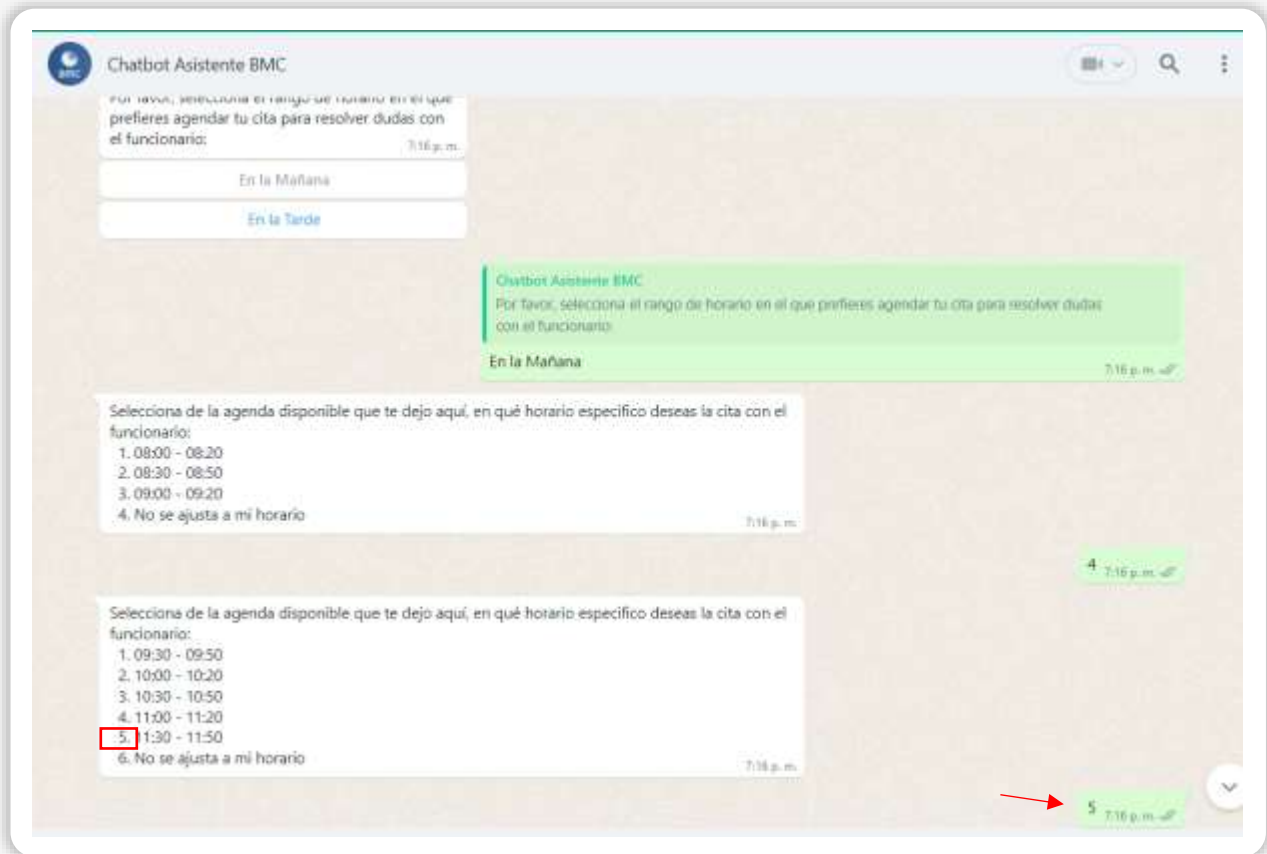 Chatbot Asistente BMC
BMC
Por favor, selecciona el rango de horario en el que
prefieres agendar tu cita para resolver dudas con
el funcionario:
7:16 p. m.
En la Mañana
En la Tarde
Chatbot Asistente BMC
Por favor, selecciona el rango de horario en el que prefieres agendar tu cita para resolver dudas
con el funcionario:
En la Mañana
7:16 p. m.
Selecciona de la agenda disponible que te dejo aquí, en qué horario especifico deseas la cita con el
funcionario:
1. 08:00 - 08:20
2. 08:30 - 08:50
3. 09:00 - 09:20
4. No se ajusta a mi horario
7:16 p. m.
4 7:16 p. m.
Selecciona de la agenda disponible que te dejo aquí, en qué horario especifico deseas la cita con el
funcionario:
1. 09:30 - 09:50
2. 10:00 - 10:20
3. 10:30 - 10:50
4. 11:00 - 11:20
5. 11:30 - 11:50
6. No se ajusta a mi horario
7:16 p. m.
5 7:16 p. m.